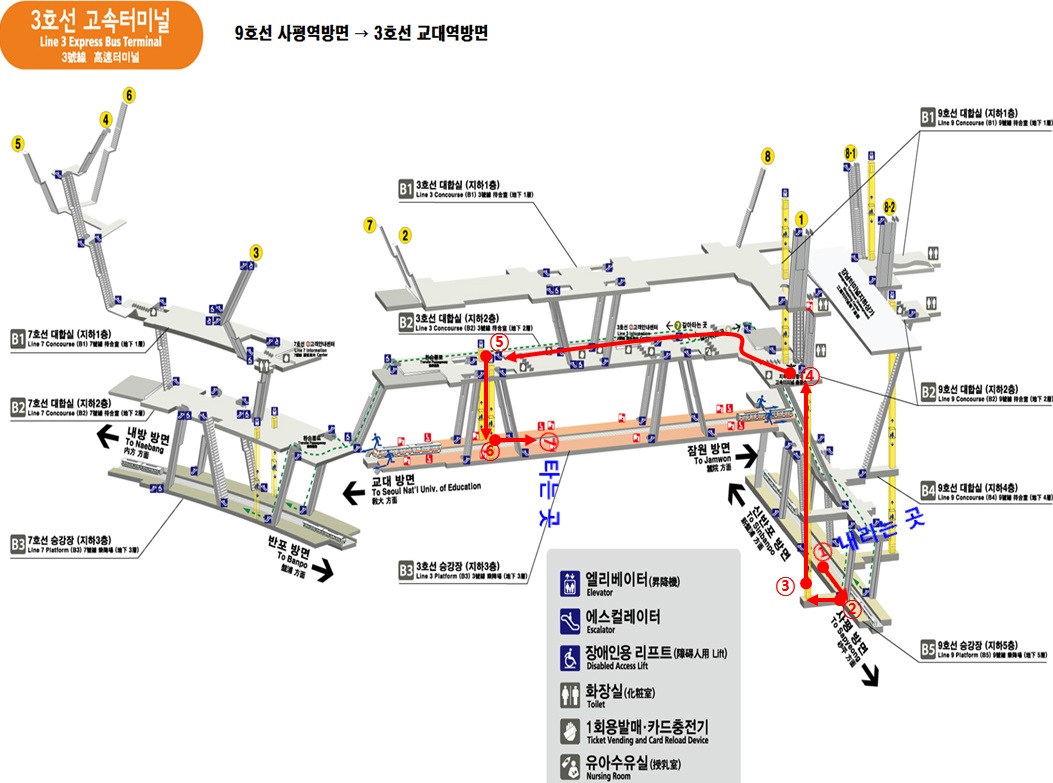 3호선 고속터미널
Line 3 Express Bus Terminal
3號線 高速터미널
9호선 사평역방면 → 3호선 교대역방면
6
4
5
3
7
2
8
1
8-1
8-2
B1 9호선 대합실 (지하1층)
Line 9 Concourse (B1) 9號線 待合室 (地下 1層)
B1 3호선 대합실 (지하1층)
Line 3 Concourse (B1) 3號線 待合室 (地下 1層)
B2 3호선 대합실 (지하2층)
Line 3 Concourse (B2) 3號線 待合室 (地下 2層)
7 갈아타는 곳
환승통로
B1 7호선 대합실 (지하1층)
Line 7 Concourse (B1) 7號線 待合室 (地下 1層)
B2 7호선 대합실 (지하2층)
Line 7 Concourse (B2) 7號線 待合室 (地下 2層)
B2 9호선 대합실 (지하2층)
Line 9 Concourse (B2) 9號線 待合室 (地下 2層)
환승통로
내방 방면
To Naebang
內方 方面
교대 방면
To Seoul Nat'l Univ. of Education
敎大 方面
잠원 방면
To Jamwon
蠶院 方面
B4 9호선 대합실 (지하4층)
Line 9 Concourse (B4) 9號線 待合室 (地下 4層)
신반포 방면
To Sinbanpo
新盤浦 方面
B3 7호선 승강장 (지하3층)
Line 7 Platform (B3) 7號線 乘降場 (地下 3層)
반포 방면
To Banpo
盤浦 方面
B3 3호선 승강장 (지하3층)
Line 3 Platform (B3) 3號線 乘降場 (地下 3層)
타는 곳
내리는 곳
①
②
③
④
⑤
⑥
⑦
사평 방면
To Sapyeong
砂平 方面
B5 9호선 승강장 (지하5층)
Line 9 Platform (B5) 9號線 乘降場 (地下 5層)
엘리베이터(昇降機)
Elevator
에스컬레이터
Escalator
장애인용 리프트(障碍人用 Lift)
Disabled Access Lift
화장실(化粧室)
Toilet
1회용발매·카드충전기
Ticket Vending and Card Reload Device
유아수유실(授乳室)
Nursing Room